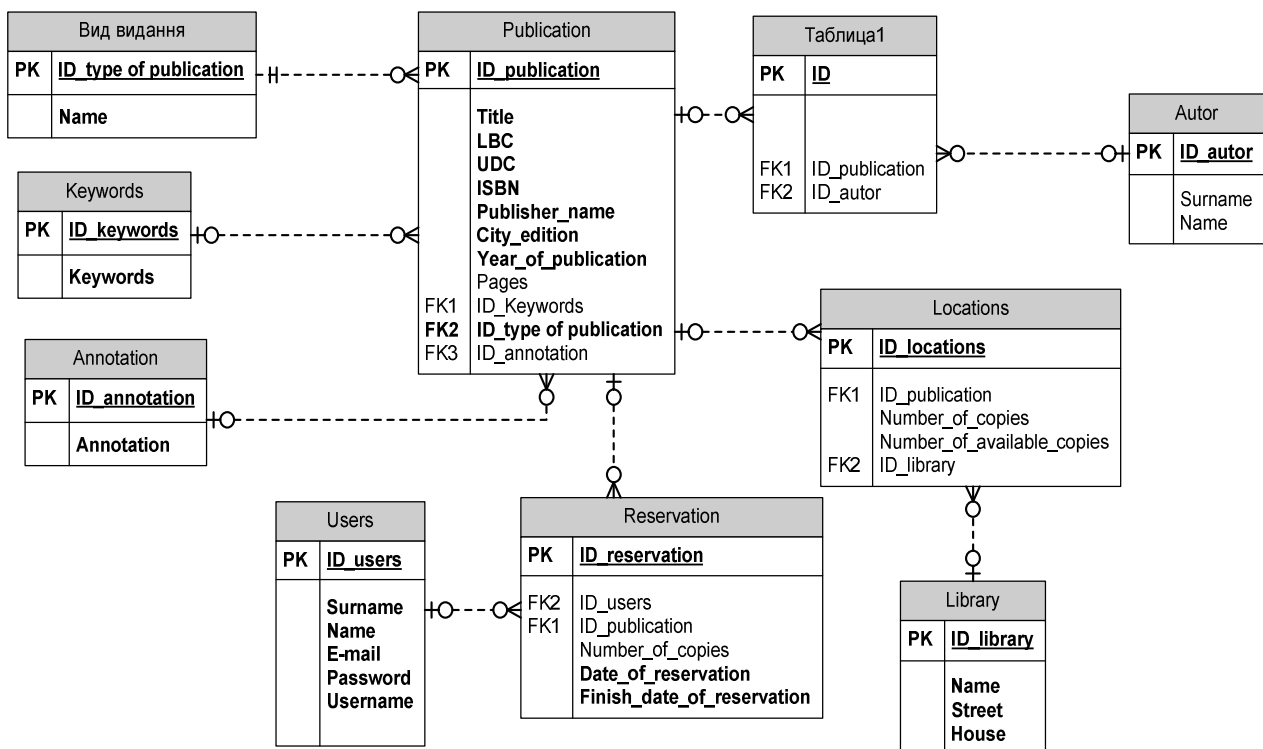 Вид видання
PK ID_type of publication
Name
Keywords
PK ID_keywords
Keywords
Annotation
PK ID_annotation
Annotation
Publication
PK ID_publication
Title
LBC
UDC
ISBN
Publisher_name
City_edition
Year_of_publication
Pages
FK1 ID_Keywords
FK2 ID_type of publication
FK3 ID_annotation
Таблица1
PK ID
FK1 ID_publication
FK2 ID_autor
Autor
PK ID_autor
Surname
Name
Locations
PK ID_locations
FK1 ID_publication
Number_of_copies
Number_of_available_copies
FK2 ID_library
Users
PK ID_users
Surname
Name
E-mail
Password
Username
Reservation
PK ID_reservation
FK2 ID_users
FK1 ID_publication
Number_of_copies
Date_of_reservation
Finish_date_of_reservation
Library
PK ID_library
Name
Street
House